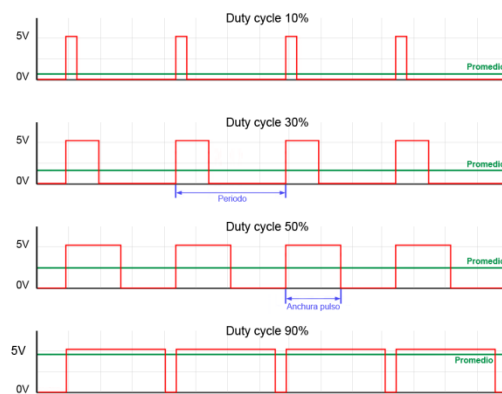 Duty cycle 10%
5V
Promedio
0V
Duty cycle 30%
5V
Promedio
0V
Periodo
Duty cycle 50%
5V
Promedio
0V
Anchura pulso
Duty cycle 90%
5V
Promedio
0V